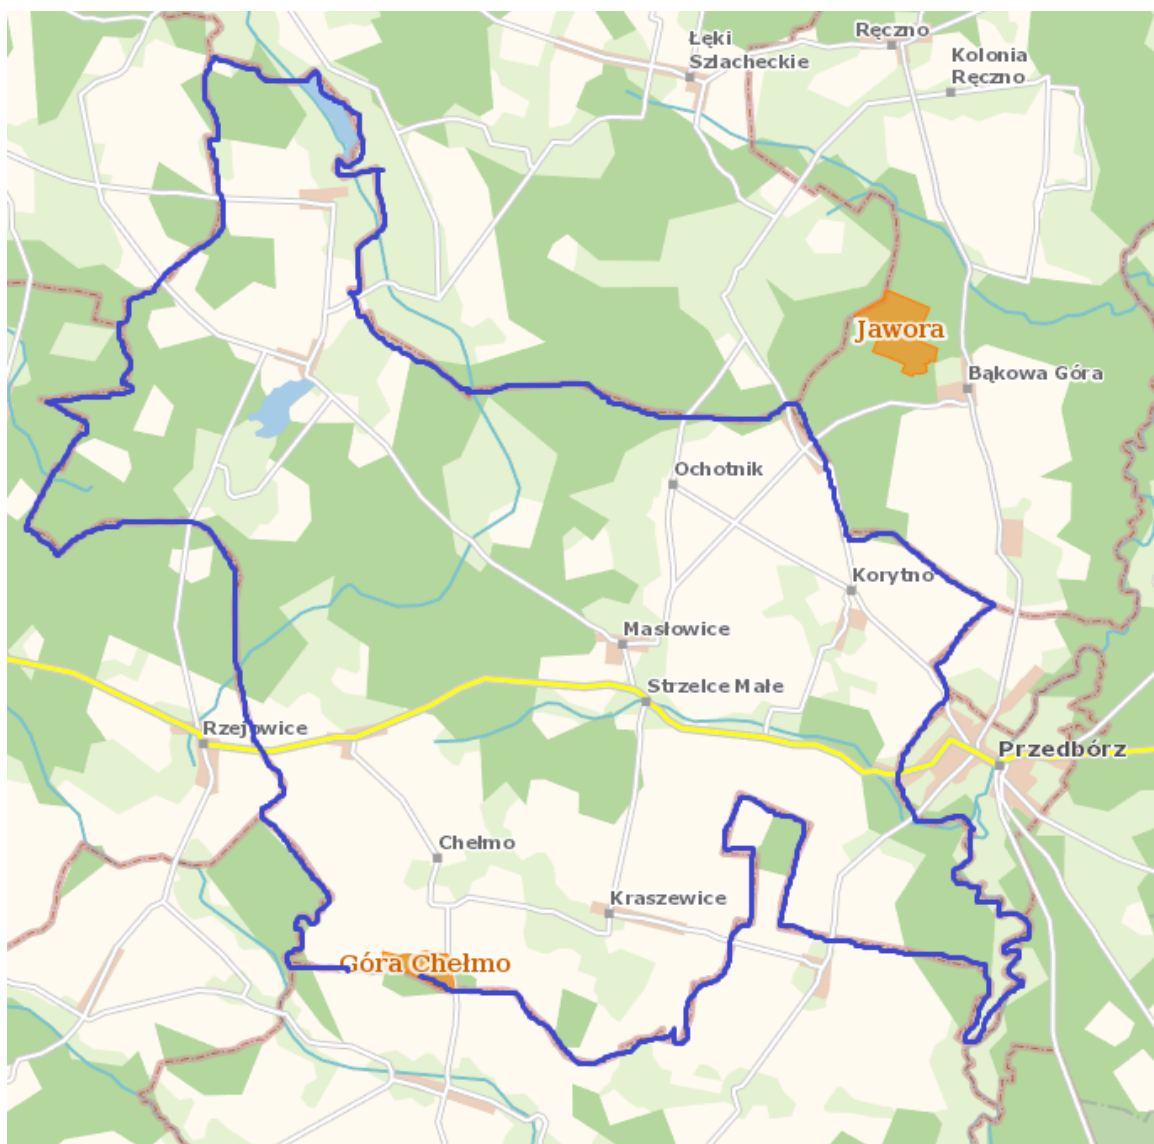 Łęki
Szlacheckie
Ręczno
Kolonia
Ręczno
Jawora
Bąkowa Góra
Ochotnik
Korytno
Masłowice
Strzelce Małe
Rzejowice
Przedbórz
Chełmo
Kraszewice
Góra Chełmo